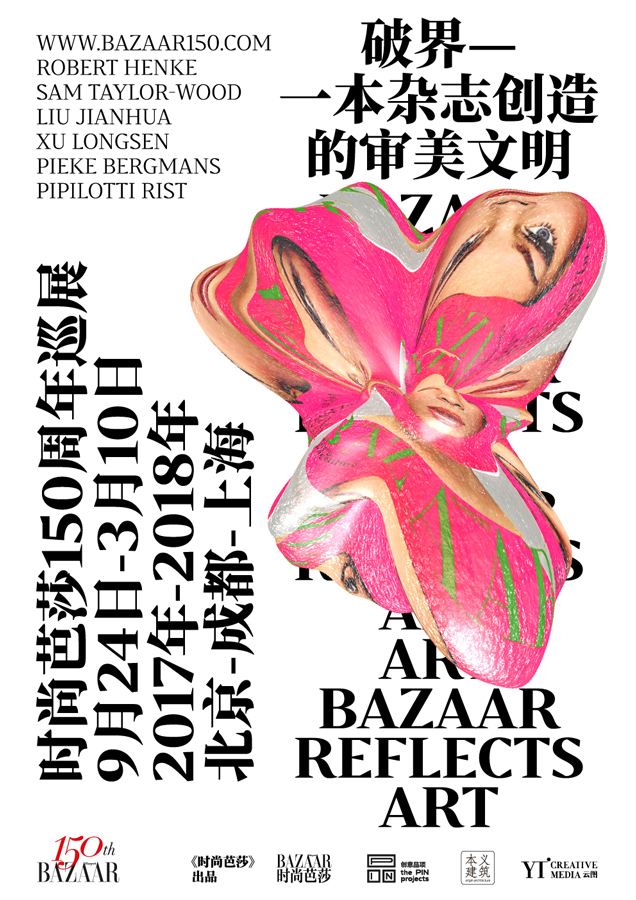 WWW.BAZAAR150.COM
ROBERT HENKE
SAM TAYLOR-WOOD
LIU JIANHUA
XU LONGSEN
PIEKE BERGMANS
PIPILOTTI RIST
破界—
一本杂志创造
的审美文明
时尚芭莎150周年巡展
9月24日-3月10日
2017年-2018年
北京-成都-上海
BAZAAR
REFLECTS
ART
150th
BAZAAR
《时尚芭莎》
出品
BAZAAR
时尚芭莎
PIN
创意品项
the PIN
projects
本义
建筑
YT CREATIVE
MEDIA 云图